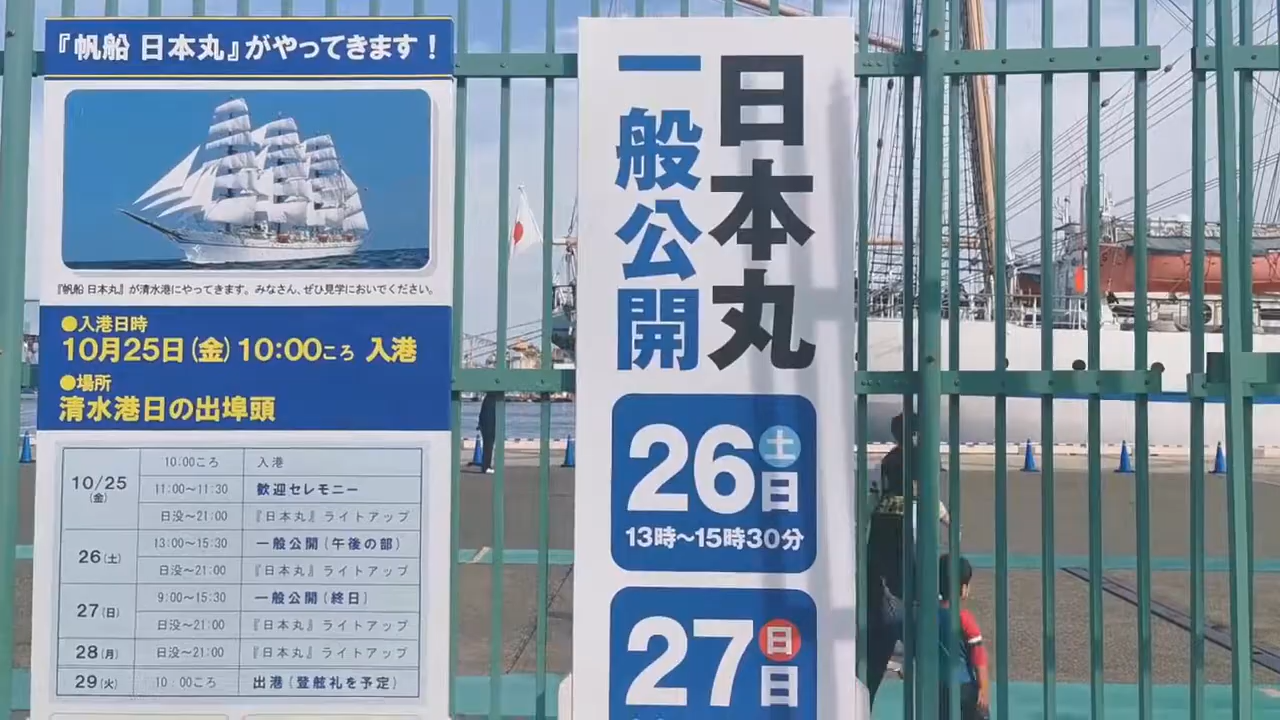 『帆船 日本丸』がやってきます!
『帆船 日本丸』が清水港にやってきます。みなさん、ぜひ見学においでください。
●入港日時
10月25日(金)10:00ころ 入港
●場所
清水港日の出埠頭
10/25(金)
10:00ころ 入港
11:00〜11:30 歓迎セレモニー
日没〜21:00 『日本丸』ライトアップ
26(土)
13:00〜15:30 一般公開(午後の部)
日没〜21:00 『日本丸』ライトアップ
27(日)
9:00〜15:30 一般公開(終日)
日没〜21:00 『日本丸』ライトアップ
28(月) 日没〜21:00 『日本丸』ライトアップ
29(火) 10:00ころ 出港(登舷礼を予定)
日本丸
一般公開
26日土
13時〜15時30分
27日日